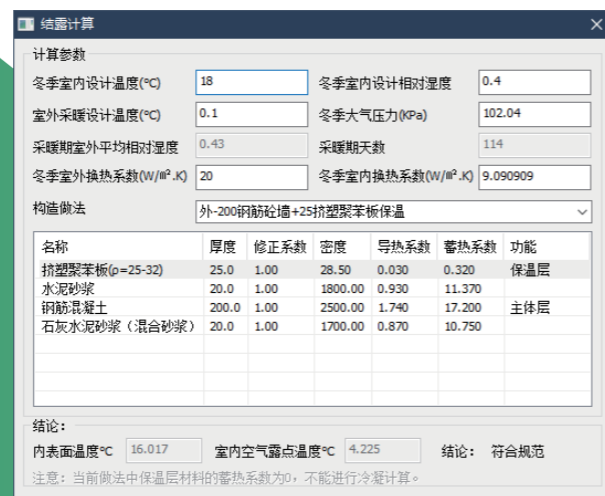 结露计算
计算参数
冬季室内设计温度(℃) 18 冬季室内设计相对湿度 0.4
室外采暖设计温度(℃) 0.1 冬季大气压力(KPa) 102.04
采暖期室外平均相对湿度 0.43 采暖期天数 114
冬季室外换热系数(W/㎡.K) 20 冬季室内换热系数(W/㎡.K) 9.090909
构造做法 外-200钢筋砼墙+25挤塑聚苯板保温
名称 厚度 修正系数 密度 导热系数 蓄热系数 功能
挤塑聚苯板(ρ=25-32) 25.0 1.00 28.50 0.030 0.320 保温层
水泥砂浆 20.0 1.00 1800.00 0.930 11.370
钢筋混凝土 200.0 1.00 2500.00 1.740 17.200 主体层
石灰水泥砂浆（混合砂浆） 20.0 1.00 1700.00 0.870 10.750
结论：
内表面温度℃ 16.017 室内空气露点温度℃ 4.225 结论： 符合规范
注意：当前做法中保温层材料的蓄热系数为0，不能进行冷凝计算。